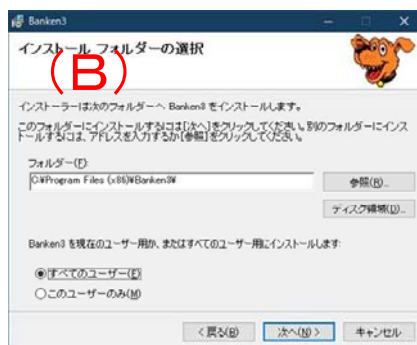 Banken3
インストール フォルダーの選択
(B)
インストーラーは次のフォルダーへ Banken3 をインストールします。
このフォルダーにインストールするには[次へ]をクリックしてください。別のフォルダーにインス
トールするには、アドレスを入力するか[参照]をクリックしてください。
フォルダー(F):
C:¥Program Files (x86)¥Banken3¥
参照(R)...
ディスク領域(D)...
Banken3 を現在のユーザー用か、またはすべてのユーザー用にインストールします:
すべてのユーザー(E)
このユーザーのみ(M)
< 戻る(B)
次へ(N) >
キャンセル